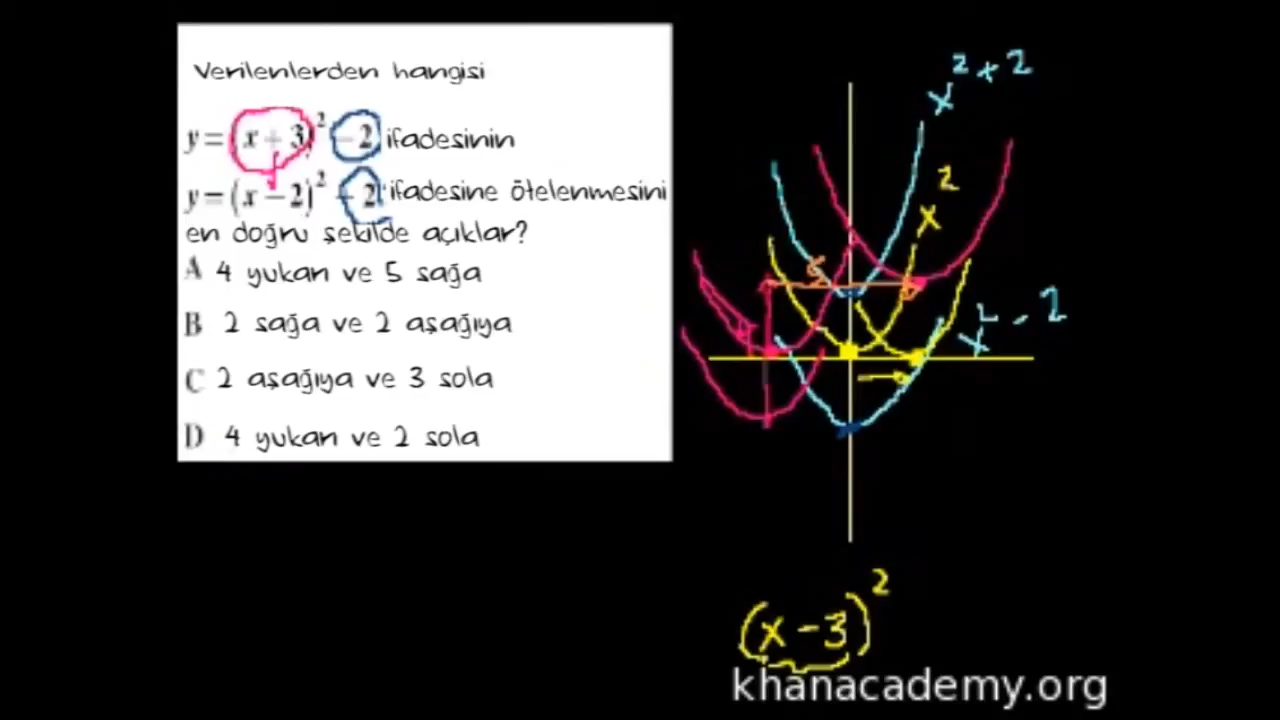 Verilenlerden hangisi
y = (x + 3)² - 2 ifadesinin
y = (x - 2)² + 2 ifadesine ötelenmesini
en doğru şekilde açıklar?
A 4 yukarı ve 5 sağa
B 2 sağa ve 2 aşağıya
C 2 aşağıya ve 3 sola
D 4 yukarı ve 2 sola
x² + 2
x²
5
4
x² - 2
(x - 3)²
khanacademy.org